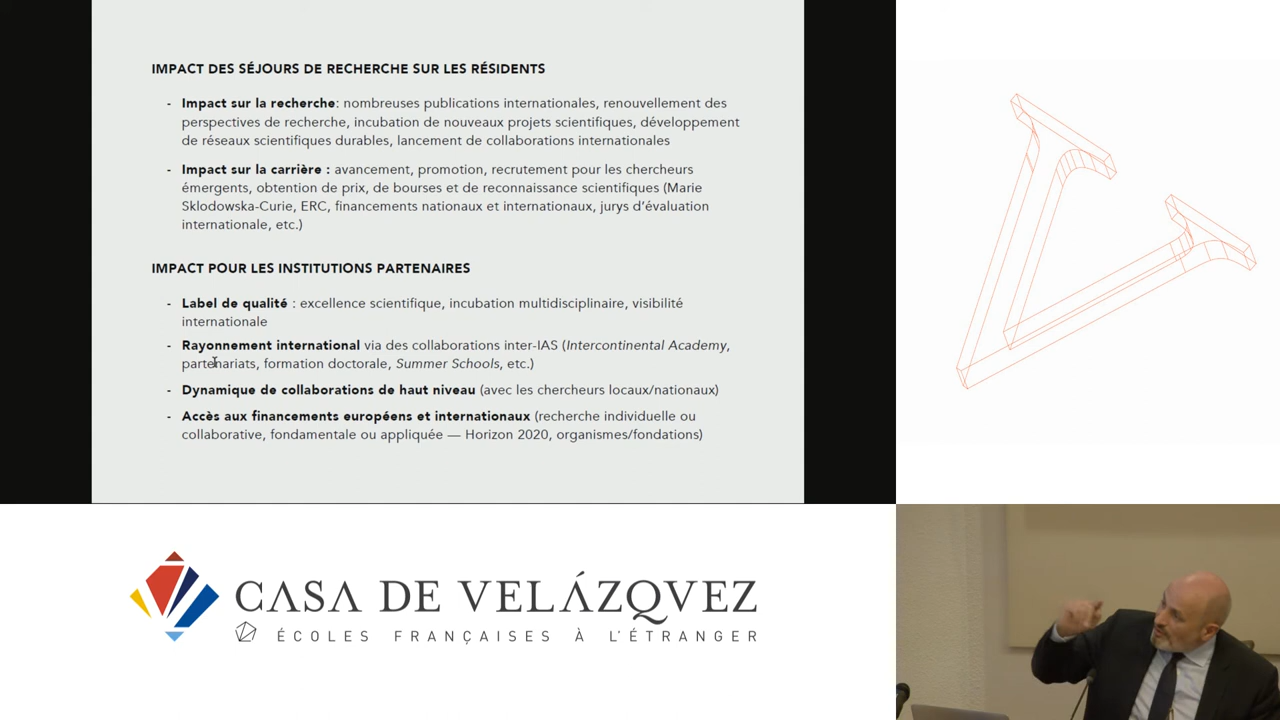 IMPACT DES SÉJOURS DE RECHERCHE SUR LES RÉSIDENTS
- Impact sur la recherche: nombreuses publications internationales, renouvellement des
perspectives de recherche, incubation de nouveaux projets scientifiques, développement
de réseaux scientifiques durables, lancement de collaborations internationales
- Impact sur la carrière : avancement, promotion, recrutement pour les chercheurs
émergents, obtention de prix, de bourses et de reconnaissance scientifiques (Marie
Sklodowska-Curie, ERC, financements nationaux et internationaux, jurys d’évaluation
internationale, etc.)
IMPACT POUR LES INSTITUTIONS PARTENAIRES
- Label de qualité : excellence scientifique, incubation multidisciplinaire, visibilité
internationale
- Rayonnement international via des collaborations inter-IAS (Intercontinental Academy,
partenariats, formation doctorale, Summer Schools, etc.)
- Dynamique de collaborations de haut niveau (avec les chercheurs locaux/nationaux)
- Accès aux financements européens et internationaux (recherche individuelle ou
collaborative, fondamentale ou appliquée — Horizon 2020, organismes/fondations)
CASA DE VELÁZQVEZ
ÉCOLES FRANÇAISES À L'ÉTRANGER